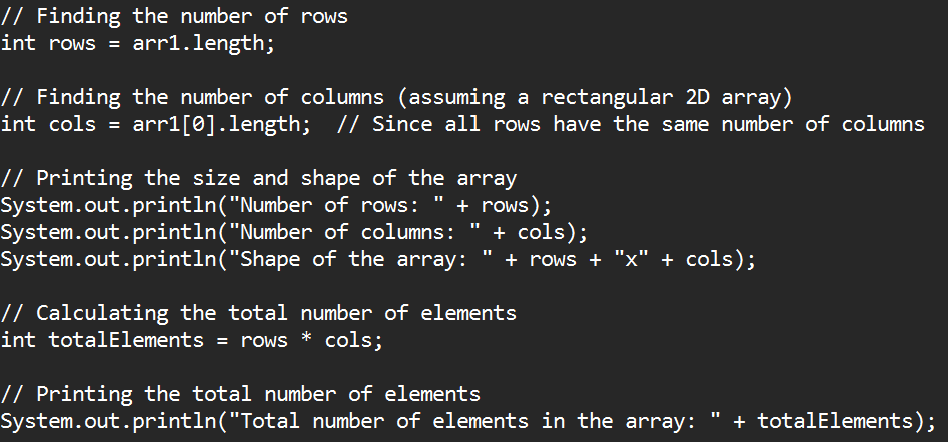 // Finding the number of rows
int rows = arr1.length;
// Finding the number of columns (assuming a rectangular 2D array)
int cols = arr1[0].length;  // Since all rows have the same number of columns
// Printing the size and shape of the array
System.out.println("Number of rows: " + rows);
System.out.println("Number of columns: " + cols);
System.out.println("Shape of the array: " + rows + "x" + cols);
// Calculating the total number of elements
int totalElements = rows * cols;
// Printing the total number of elements
System.out.println("Total number of elements in the array: " + totalElements);